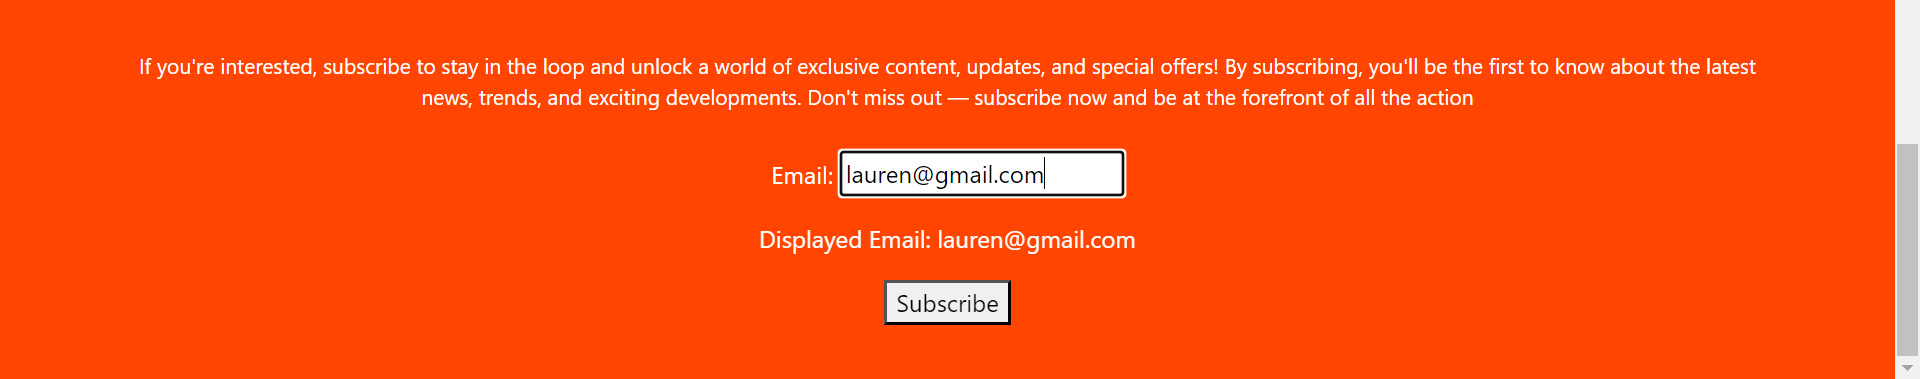 If you're interested, subscribe to stay in the loop and unlock a world of exclusive content, updates, and special offers! By subscribing, you'll be the first to know about the latest
news, trends, and exciting developments. Don't miss out — subscribe now and be at the forefront of all the action
Email: lauren@gmail.com
Displayed Email: lauren@gmail.com
Subscribe